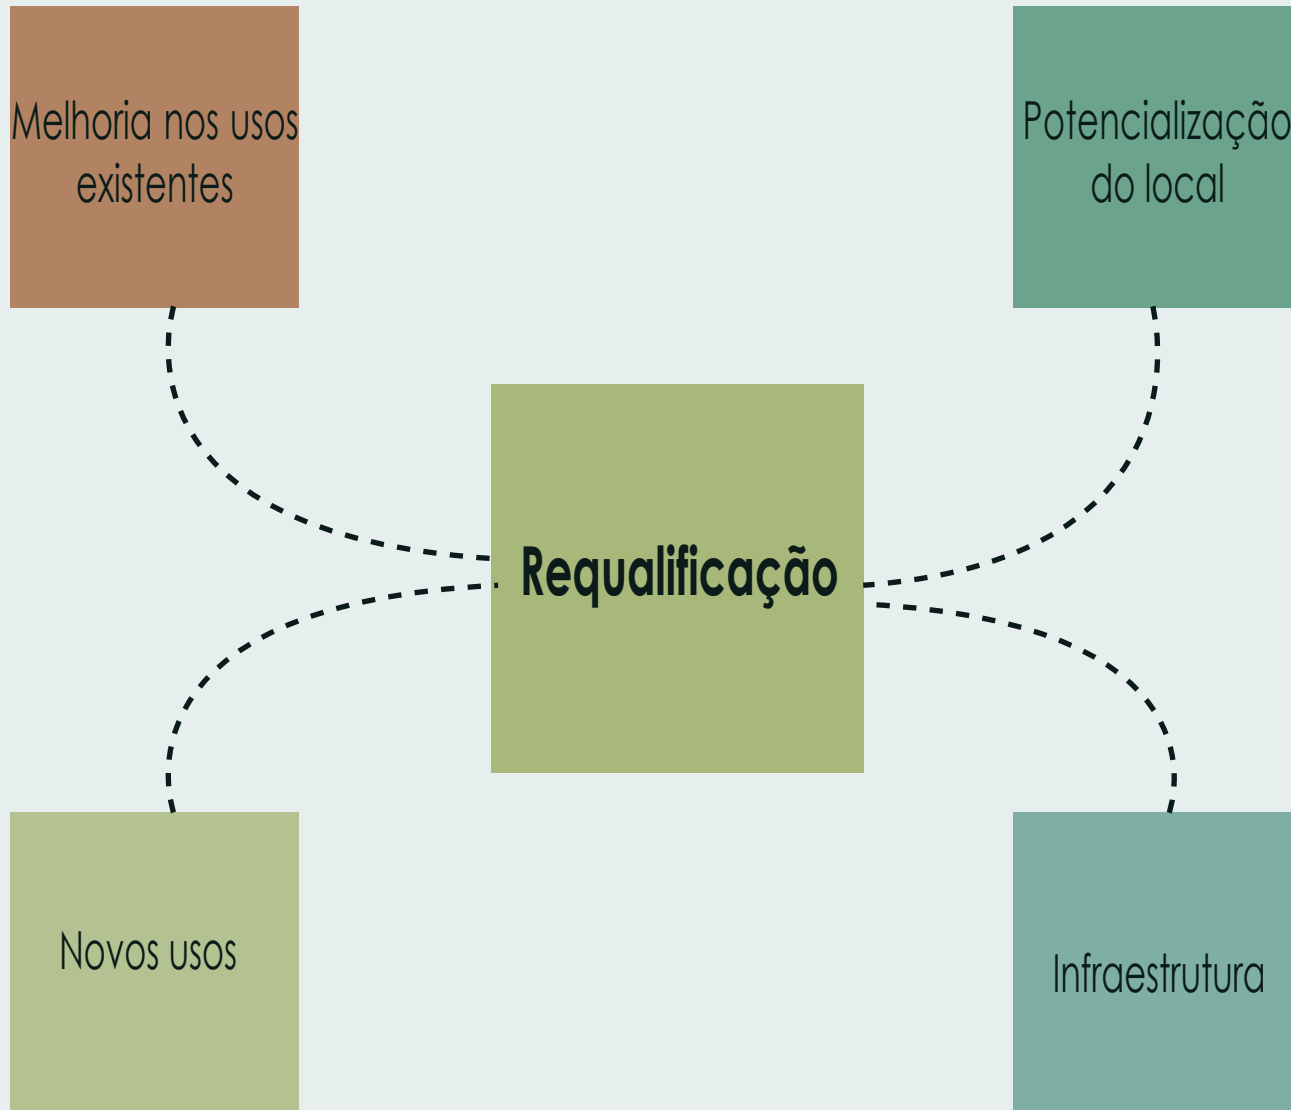 Melhoria nos usos
existentes
Potencialização
do local
Requalificação
Novos usos
Infraestrutura